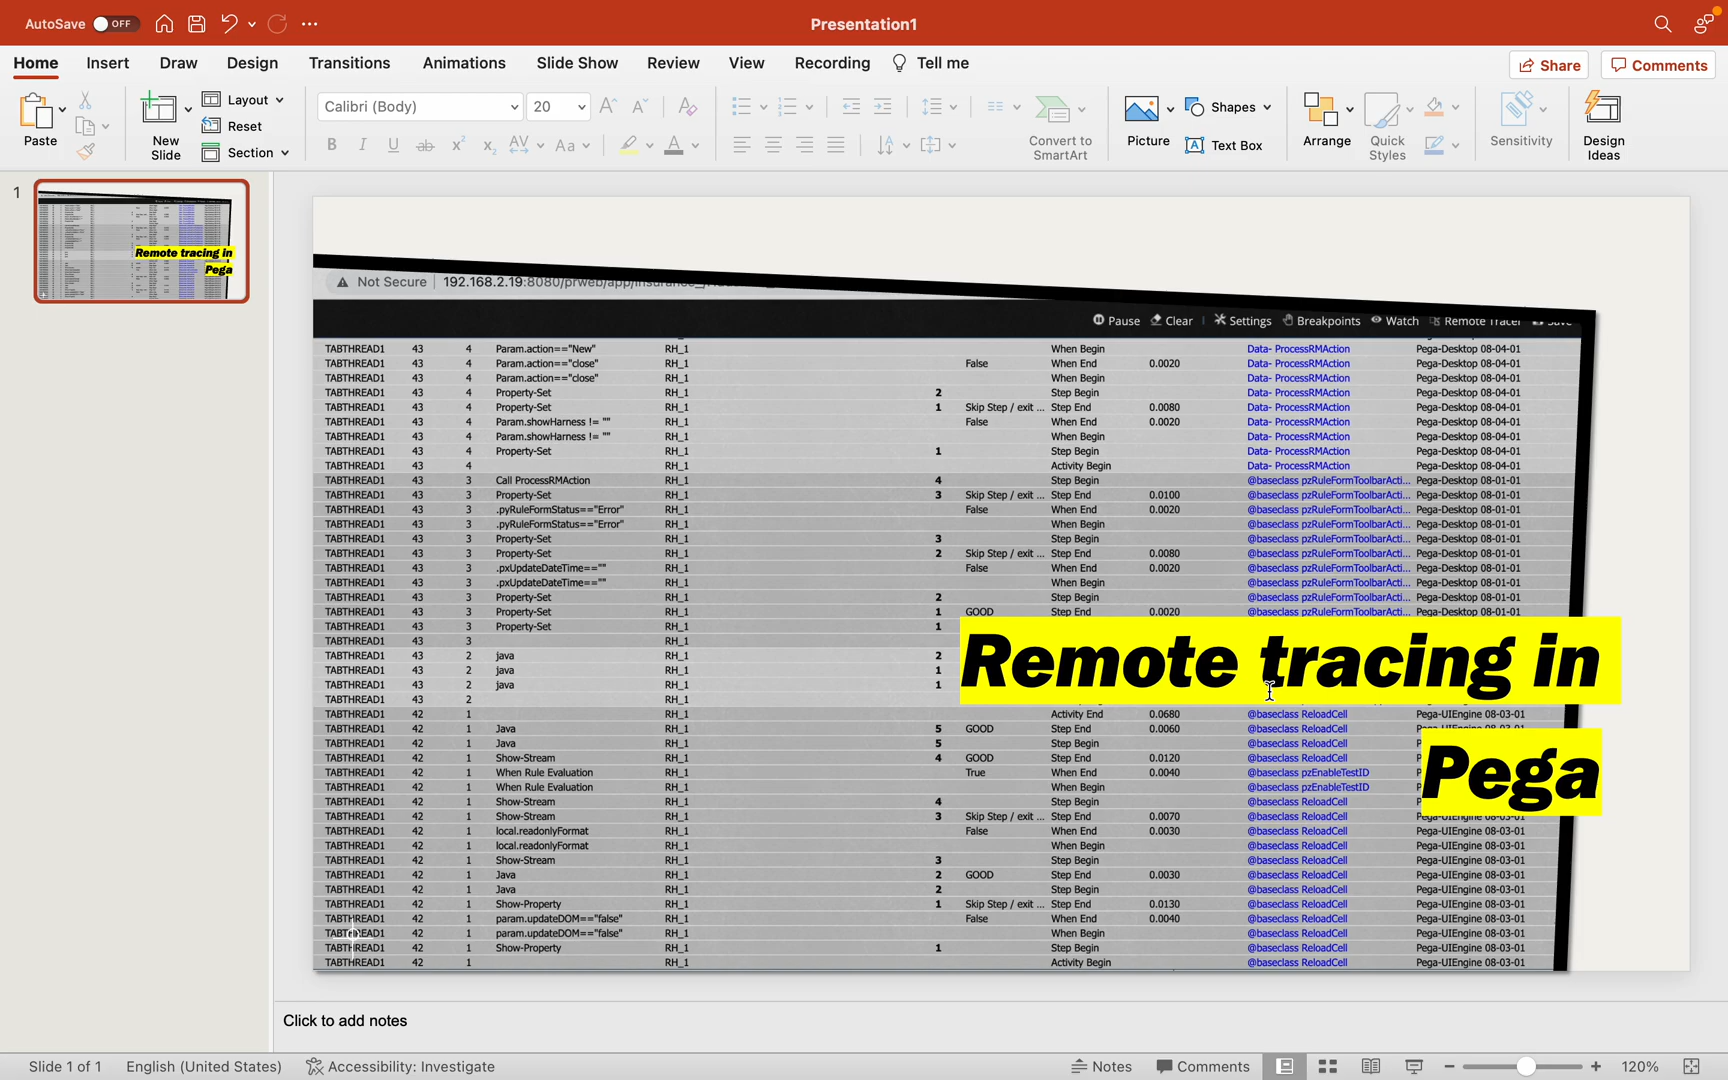 AutoSave OFF
Presentation1
Home Insert Draw Design Transitions Animations Slide Show Review View Recording Tell me Share Comments
Paste New Slide Layout Reset Section
Calibri (Body) 20
Convert to SmartArt Picture Shapes Text Box Arrange Quick Styles Sensitivity Design Ideas
1
Remote tracing in
Pega
Not Secure 192.168.2.19:8080/prweb/app/
Pause Clear Settings Breakpoints Watch Remote Tracer Save
TABTHREAD1 43 4 Param.action=="New" RH_1 When Begin Data- ProcessRMAction Pega-Desktop 08-04-01
TABTHREAD1 43 4 Param.action=="close" RH_1 False When End 0.0020 Data- ProcessRMAction Pega-Desktop 08-04-01
TABTHREAD1 43 4 Param.action=="close" RH_1 When Begin Data- ProcessRMAction Pega-Desktop 08-04-01
TABTHREAD1 43 4 Property-Set RH_1 2 Step Begin Data- ProcessRMAction Pega-Desktop 08-04-01
TABTHREAD1 43 4 Property-Set RH_1 1 Skip Step / exit ... Step End 0.0080 Data- ProcessRMAction Pega-Desktop 08-04-01
TABTHREAD1 43 4 Param.showHarness != "" RH_1 False When End 0.0020 Data- ProcessRMAction Pega-Desktop 08-04-01
TABTHREAD1 43 4 Param.showHarness != "" RH_1 When Begin Data- ProcessRMAction Pega-Desktop 08-04-01
TABTHREAD1 43 4 Property-Set RH_1 1 Step Begin Data- ProcessRMAction Pega-Desktop 08-04-01
TABTHREAD1 43 4 RH_1 Activity Begin Data- ProcessRMAction Pega-Desktop 08-04-01
TABTHREAD1 43 3 Call ProcessRMAction RH_1 4 Step Begin @baseclass pzRuleFormToolbarActi... Pega-Desktop 08-01-01
TABTHREAD1 43 3 Property-Set RH_1 3 Skip Step / exit ... Step End 0.0100 @baseclass pzRuleFormToolbarActi... Pega-Desktop 08-01-01
TABTHREAD1 43 3 .pyRuleFormStatus=="Error" RH_1 False When End 0.0020 @baseclass pzRuleFormToolbarActi... Pega-Desktop 08-01-01
TABTHREAD1 43 3 .pyRuleFormStatus=="Error" RH_1 When Begin @baseclass pzRuleFormToolbarActi... Pega-Desktop 08-01-01
TABTHREAD1 43 3 Property-Set RH_1 3 Step Begin @baseclass pzRuleFormToolbarActi... Pega-Desktop 08-01-01
TABTHREAD1 43 3 Property-Set RH_1 2 Skip Step / exit ... Step End 0.0080 @baseclass pzRuleFormToolbarActi... Pega-Desktop 08-01-01
TABTHREAD1 43 3 .pxUpdateDateTime=="" RH_1 False When End 0.0020 @baseclass pzRuleFormToolbarActi... Pega-Desktop 08-01-01
TABTHREAD1 43 3 .pxUpdateDateTime=="" RH_1 When Begin @baseclass pzRuleFormToolbarActi... Pega-Desktop 08-01-01
TABTHREAD1 43 3 Property-Set RH_1 2 Step Begin @baseclass pzRuleFormToolbarActi... Pega-Desktop 08-01-01
TABTHREAD1 43 3 Property-Set RH_1 1 GOOD Step End 0.0020 @baseclass pzRuleFormToolbarActi... Pega-Desktop 08-01-01
TABTHREAD1 43 3 Property-Set RH_1 1
TABTHREAD1 43 3 RH_1
TABTHREAD1 43 2 java RH_1 2
TABTHREAD1 43 2 java RH_1 1
TABTHREAD1 43 2 java RH_1 1
TABTHREAD1 43 2 RH_1
Remote tracing in
Pega
TABTHREAD1 42 1 RH_1 Activity End 0.0680 @baseclass ReloadCell Pega-UIEngine 08-03-01
TABTHREAD1 42 1 Java RH_1 5 GOOD Step End 0.0060 @baseclass ReloadCell
TABTHREAD1 42 1 Java RH_1 5 Step Begin @baseclass ReloadCell
TABTHREAD1 42 1 Show-Stream RH_1 4 GOOD Step End 0.0120 @baseclass ReloadCell
TABTHREAD1 42 1 When Rule Evaluation RH_1 True When End 0.0040 @baseclass pzEnableTestID
TABTHREAD1 42 1 When Rule Evaluation RH_1 When Begin @baseclass pzEnableTestID
TABTHREAD1 42 1 Show-Stream RH_1 4 Step Begin @baseclass ReloadCell
TABTHREAD1 42 1 Show-Stream RH_1 3 Skip Step / exit ... Step End 0.0070 @baseclass ReloadCell Pega-UIEngine 08-03-01
TABTHREAD1 42 1 local.readonlyFormat RH_1 False When End 0.0030 @baseclass ReloadCell Pega-UIEngine 08-03-01
TABTHREAD1 42 1 local.readonlyFormat RH_1 When Begin @baseclass ReloadCell Pega-UIEngine 08-03-01
TABTHREAD1 42 1 Show-Stream RH_1 3 Step Begin @baseclass ReloadCell Pega-UIEngine 08-03-01
TABTHREAD1 42 1 Java RH_1 2 GOOD Step End 0.0030 @baseclass ReloadCell Pega-UIEngine 08-03-01
TABTHREAD1 42 1 Java RH_1 2 Step Begin @baseclass ReloadCell Pega-UIEngine 08-03-01
TABTHREAD1 42 1 Show-Property RH_1 1 Skip Step / exit ... Step End 0.0130 @baseclass ReloadCell Pega-UIEngine 08-03-01
TABTHREAD1 42 1 param.updateDOM=="false" RH_1 False When End 0.0040 @baseclass ReloadCell Pega-UIEngine 08-03-01
TABTHREAD1 42 1 param.updateDOM=="false" RH_1 When Begin @baseclass ReloadCell Pega-UIEngine 08-03-01
TABTHREAD1 42 1 Show-Property RH_1 1 Step Begin @baseclass ReloadCell Pega-UIEngine 08-03-01
TABTHREAD1 42 1 RH_1 Activity Begin @baseclass ReloadCell Pega-UIEngine 08-03-01
Click to add notes
Slide 1 of 1 English (United States) Accessibility: Investigate Notes Comments 120%